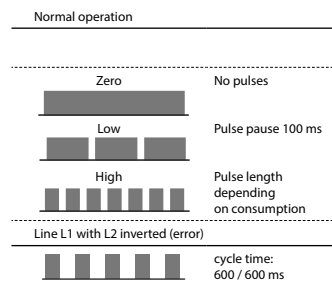 Normal operation
Zero
No pulses
Low
Pulse pause 100 ms
High
Pulse length
depending
on consumption
Line L1 with L2 inverted (error)
cycle time:
600 / 600 ms